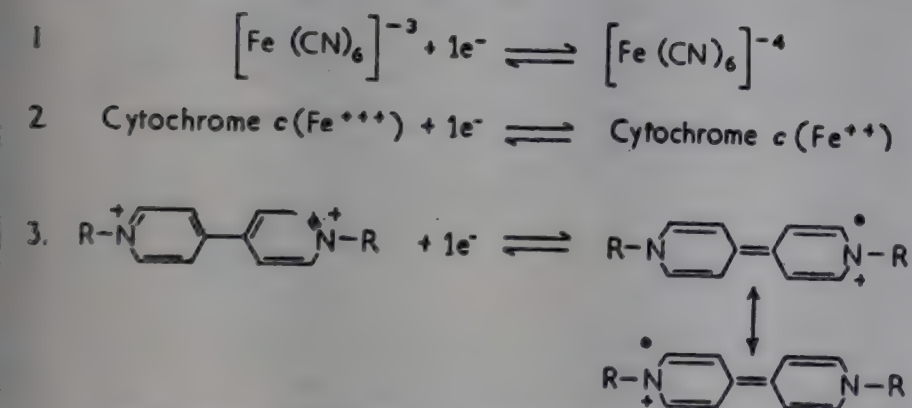 1 [Fe (CN)₆]⁻³ + 1e⁻ ⇌ [Fe (CN)₆]⁻⁴
2 Cytochrome c (Fe⁺⁺⁺) + 1e⁻ ⇌ Cytochrome c (Fe⁺⁺)
3. R-N⁺ N⁺-R + 1e⁻ ⇌ R-N = N-R +
R-N + = N-R